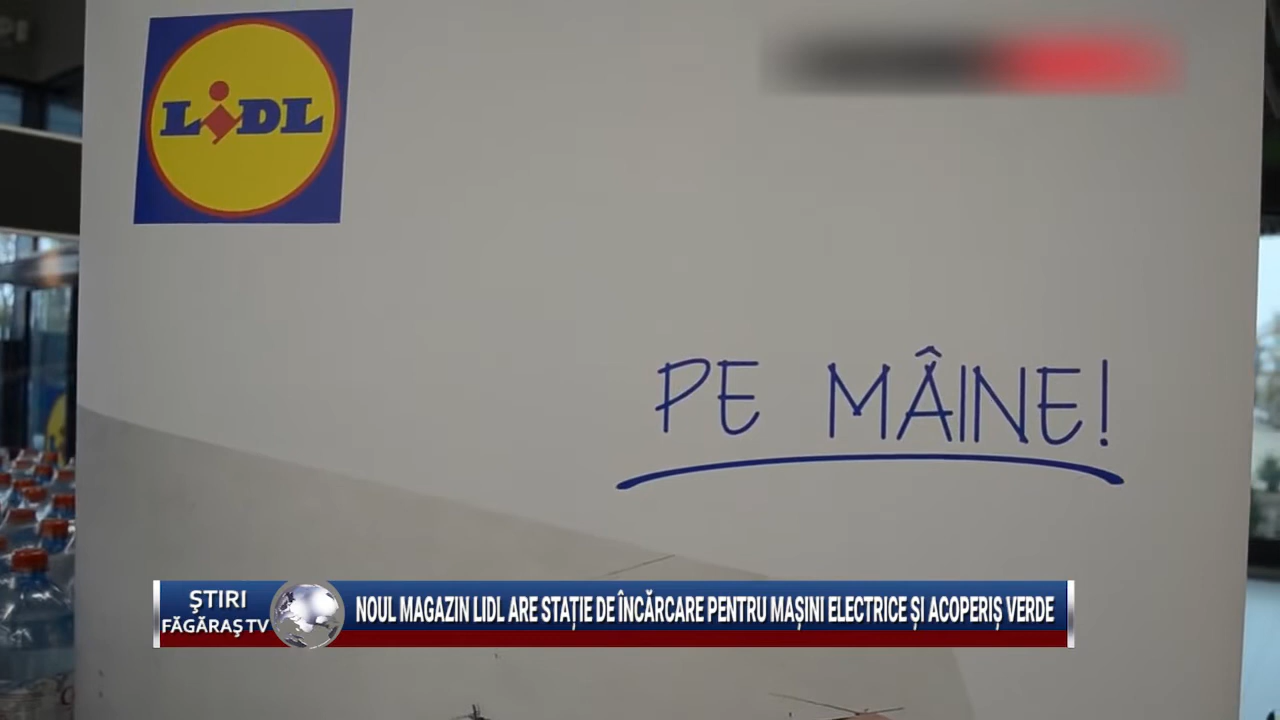 LIDL
PE MÂINE!
ŞTIRI
FĂGĂRAŞ TV
NOUL MAGAZIN LIDL ARE STAȚIE DE ÎNCĂRCARE PENTRU MAȘINI ELECTRICE ȘI ACOPERIȘ VERDE